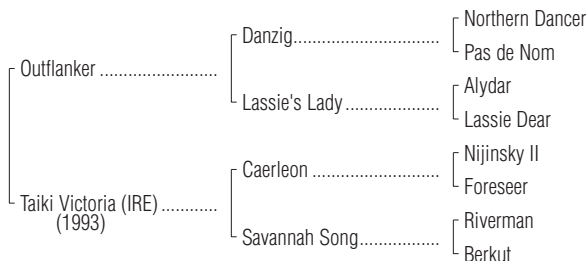 Northern Dancer
Danzig
Pas de Nom
Outflanker
Alydar
Lassie's Lady
Lassie Dear
Nijinsky II
Caerleon
Foreseer
Taiki Victoria (IRE)
(1993)
Riverman
Savannah Song
Berkut